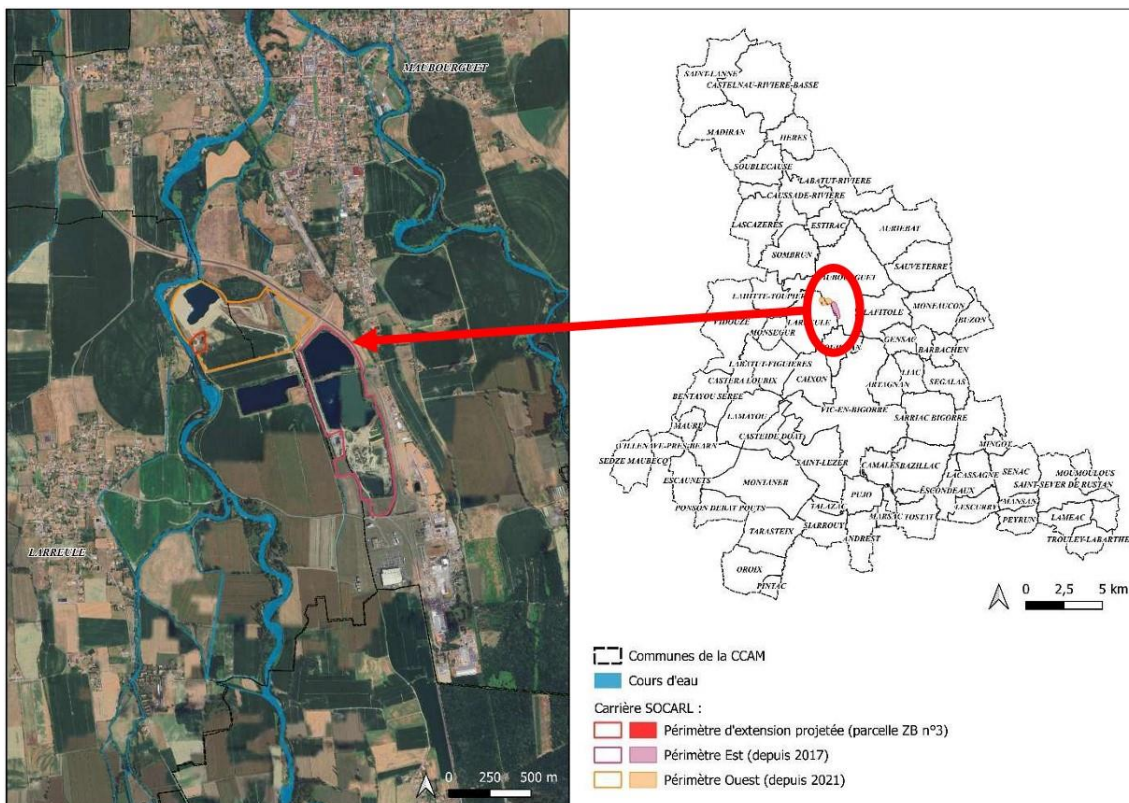 MAUBOURGUET
LARREULE
0 250 500 m
SAINT-LANNE
CASTELNAU-RIVIERE-BASSE
MADIRAN
HERES
SOUBLECAUSE
LABATUT-RIVIERE
CAUSSADE-RIVIERE
LASCAZERES
ESTIRAC
AURIEBAT
SOMBRUN
SAUVETERRE
AUBOURGUET
LAHITTE-TOUPIER
VIDOUZE
LARREULE
LAFITOLE
MONFAUCON
BUZON
MONSEGUR
GENSAC
BARBACHEN
LABATUT-FIGUIERES
LIAC
CASTERA LOUBIX
CAIXON
ARTAGNAN
SEGALAS
BENTAYOU SEREE
LAMAYOU
VIC-EN-BIGORRE
MAURE
SARRIAC BIGORRE
CASTEIDE DOAT
MINGOT
VILLENAVE-PRES-BEARN
SEDZE MAUBECQ
ESCAUNETS
SAINT-LEZER
CAMALES
BAZILLAC
LACASSAGNE
SENAC
MOUMOULOUS
SAINT-SEVER DE RUSTAN
MONTANER
PUJO
ESCONDEAUX
MANSAN
PONSON DEBAT POUTS
TALAZAC
MARSAC
TOSTAT
LESCURRY
PEYRUN
LAMEAC
TARASTEIX
SIARROUY
ANDREST
TROULEY-LABARTHE
OROIX
PINTAC
0 2,5 5 km
Communes de la CCAM
Cours d'eau
Carrière SOCARL :
Périmètre d'extension projetée (parcelle ZB n°3)
Périmètre Est (depuis 2017)
Périmètre Ouest (depuis 2021)